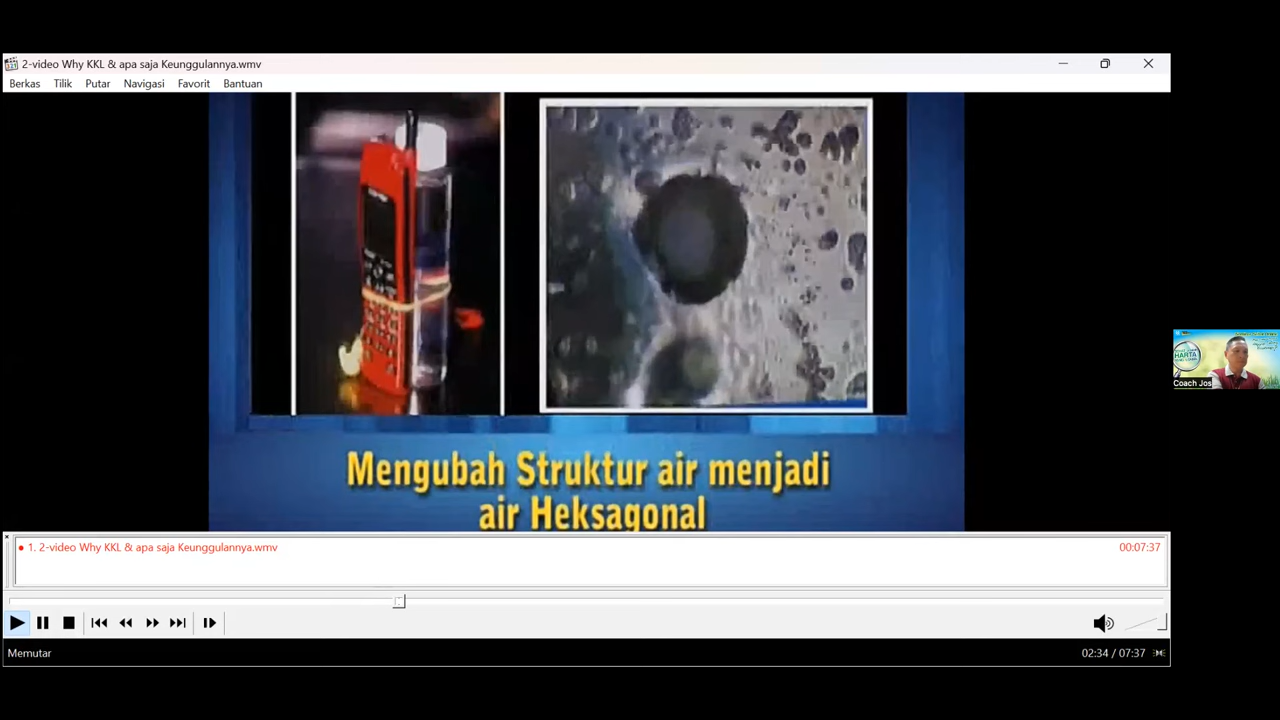 2-video Why KKL & apa saja Keunggulannya.wmv
Berkas Tilik Putar Navigasi Favorit Bantuan
HARTA
Coach Jos
Mengubah Struktur air menjadi
air Heksagonal
1. 2-video Why KKL & apa saja Keunggulannya.wmv 00:07:37
Memutar 02:34 / 07:37